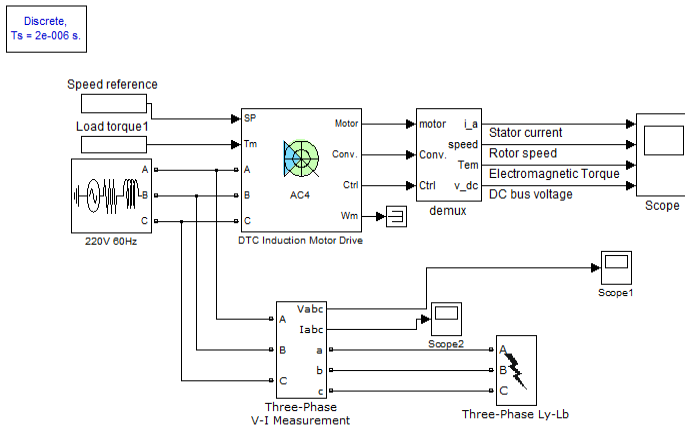 Discrete,
Ts = 2e-006 s.
Speed reference
Load torque1
SP
Tm
A
B
C
Motor
Conv.
Ctrl
Wm
AC4
DTC Induction Motor Drive
A
B
C
220V 60Hz
motor
Conv.
Ctrl
i_a
speed
Tem
v_dc
demux
Stator current
Rotor speed
Electromagnetic Torque
DC bus voltage
Scope
Scope1
Scope2
A
B
C
Vabc
Iabc
a
b
c
Three-Phase
V-I Measurement
A
B
C
Three-Phase Ly-Lb